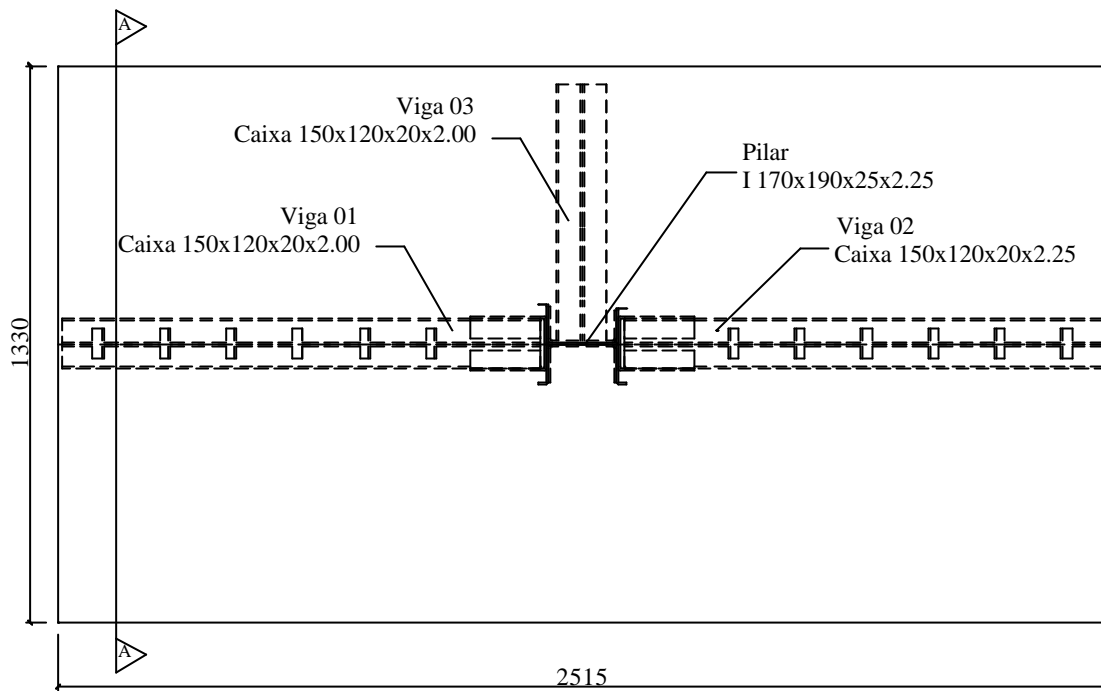 A
Viga 03
Caixa 150x120x20x2.00
Pilar
I 170x190x25x2.25
Viga 01
Caixa 150x120x20x2.00
Viga 02
Caixa 150x120x20x2.25
1330
A
2515